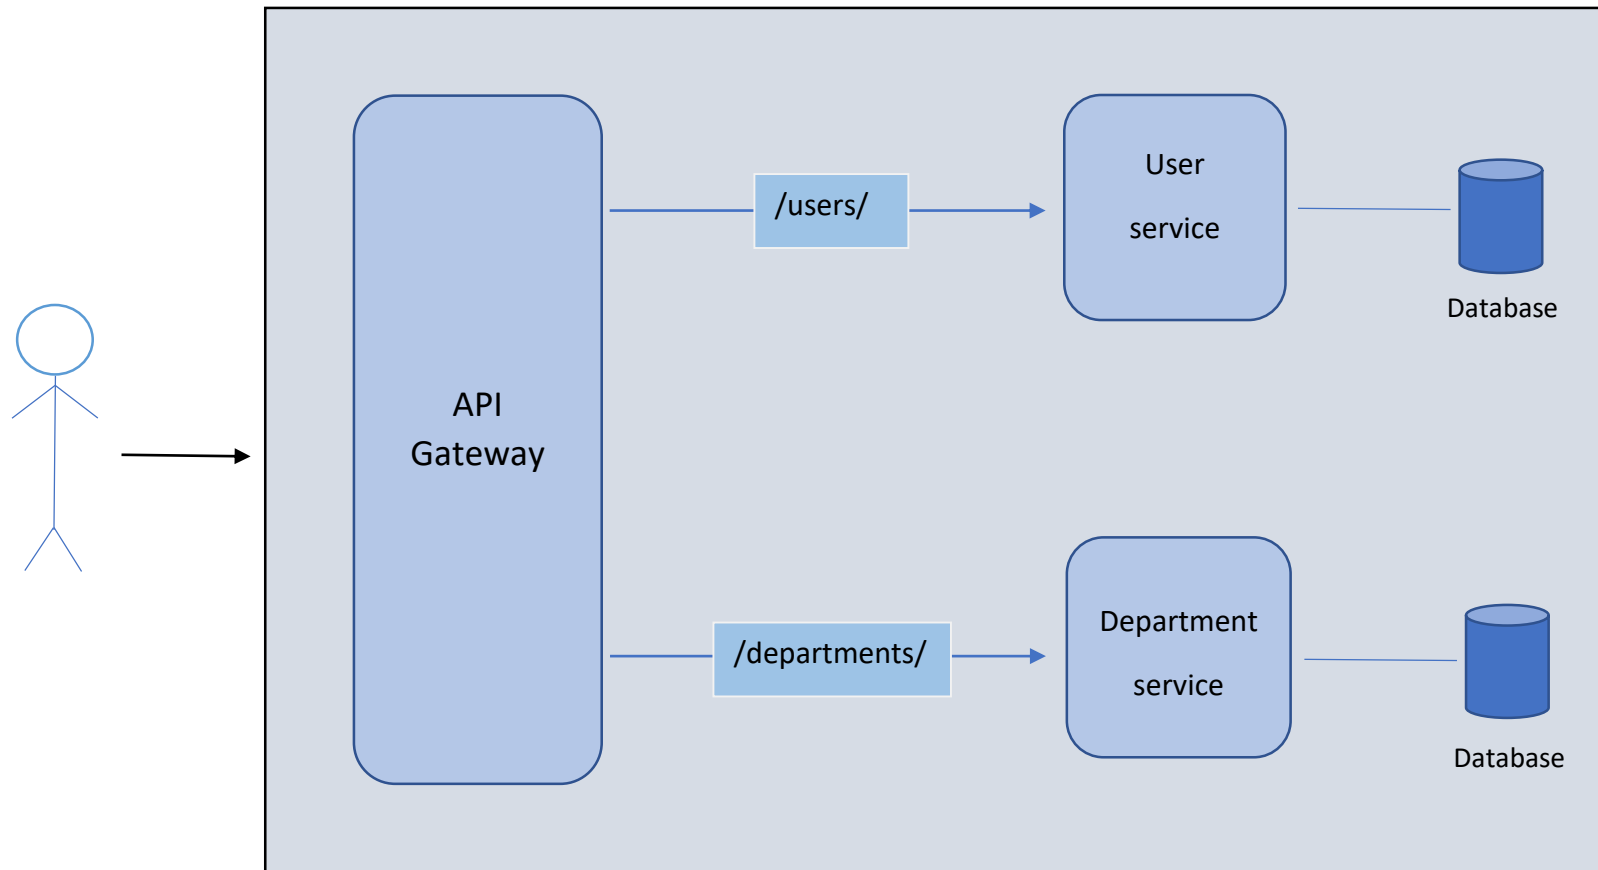 API
Gateway
/users/
User
service
Database
/departments/
Department
service
Database